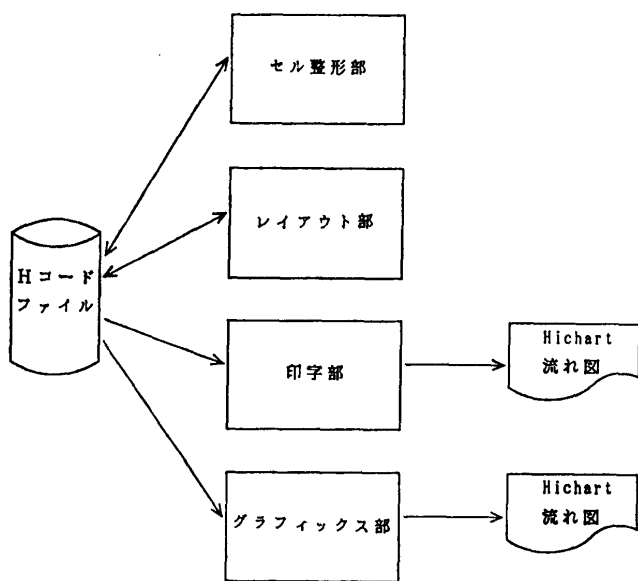 セル整形部
レイアウト部
Hコード
ファイル
印字部
Hichart
流れ図
グラフィックス部
Hichart
流れ図